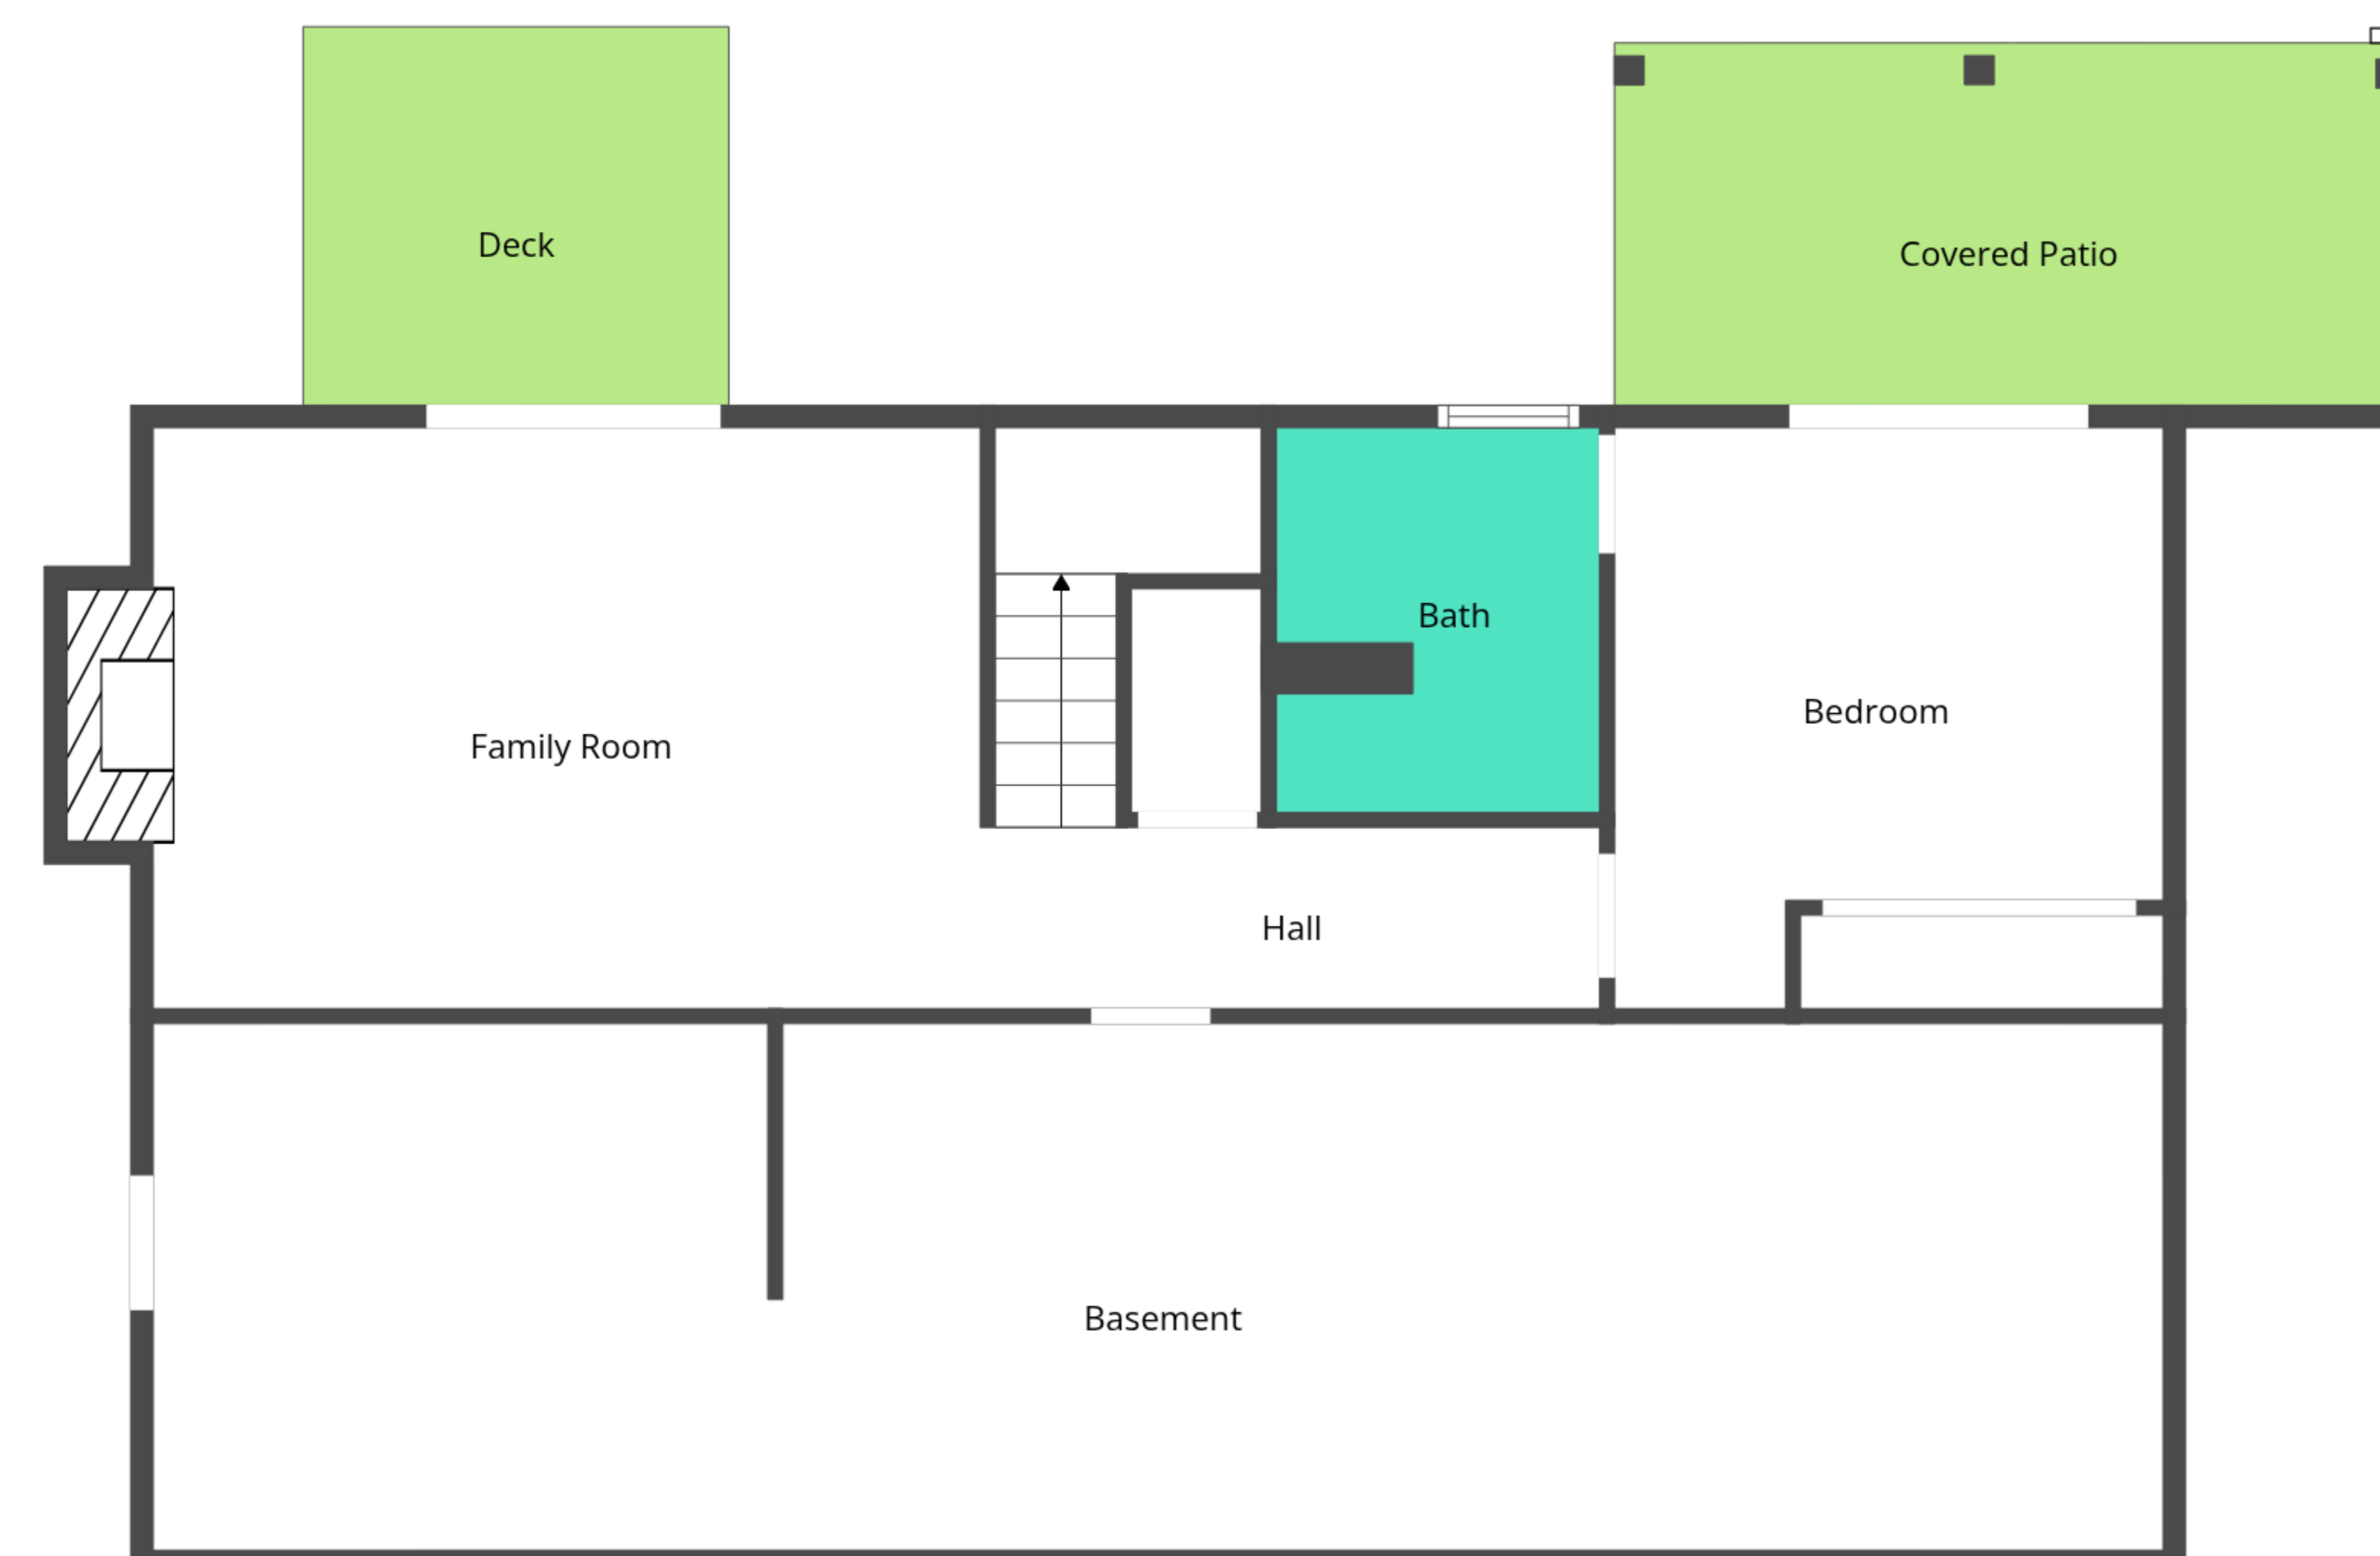 Deck
Covered Patio
Bath
Bedroom
Family Room
Hall
Basement